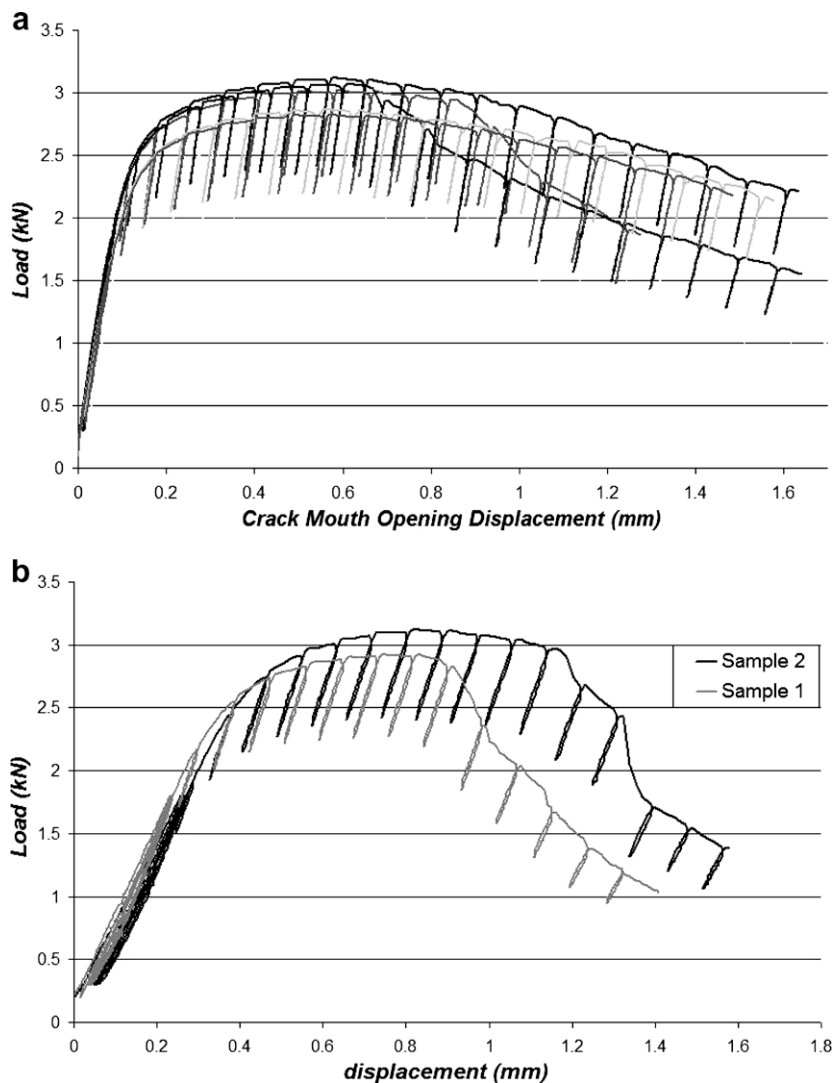 a
3.5
3
2.5
2
1.5
1
0.5
0
Load (kN)
0 0.2 0.4 0.6 0.8 1 1.2 1.4 1.6
Crack Mouth Opening Displacement (mm)
b
3.5
3
2.5
2
1.5
1
0.5
0
Load (kN)
Sample 2
Sample 1
0 0.2 0.4 0.6 0.8 1 1.2 1.4 1.6 1.8
displacement (mm)